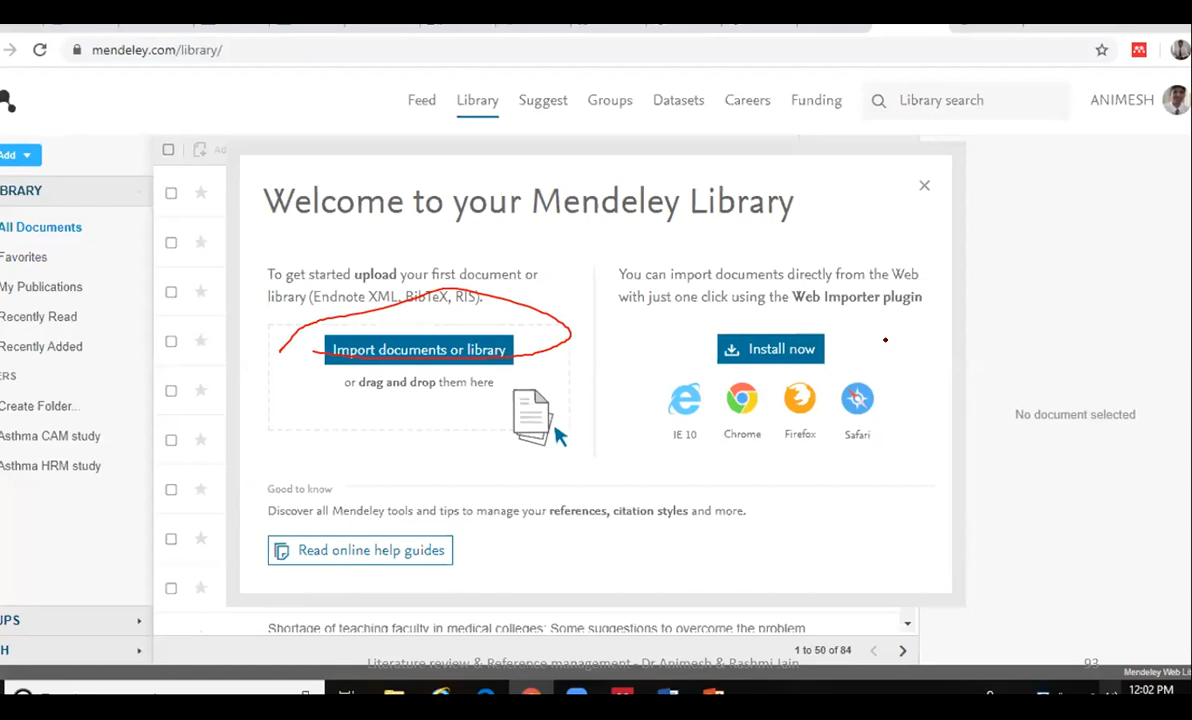 mendeley.com/library/
Feed Library Suggest Groups Datasets Careers Funding Library search ANIMESH
Add
BRARY
All Documents
Favorites
My Publications
Recently Read
Recently Added
ERS
Create Folder...
Asthma CAM study
Asthma HRM study
UPS
H
Ad
Welcome to your Mendeley Library
To get started upload your first document or
library (Endnote XML, BibTeX, RIS).
Import documents or library
or drag and drop them here
You can import documents directly from the Web
with just one click using the Web Importer plugin
Install now
IE 10 Chrome Firefox Safari
Good to know
Discover all Mendeley tools and tips to manage your references, citation styles and more.
Read online help guides
No document selected
Shortage of teaching faculty in medical colleges: Some suggestions to overcome the problem
1 to 50 of 84
Literature review & Reference management - Dr Animesh & Rashmi Jain
93
Mendeley Web Li
12:02 PM